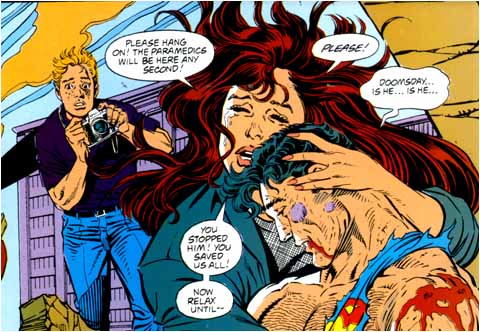 PLEASE HANG
ON! THE PARAMEDICS
WILL BE HERE ANY
SECOND!
PLEASE!
DOOMSDAY...
IS HE... IS HE...
YOU
STOPPED
HIM! YOU
SAVED
US ALL!
NOW
RELAX
UNTIL--